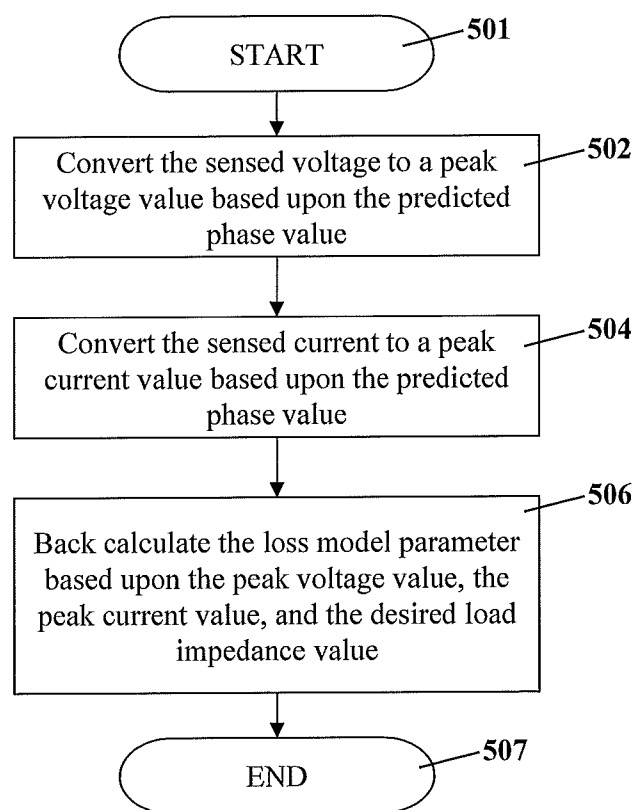 501
START
502
Convert the sensed voltage to a peak
voltage value based upon the predicted
phase value
504
Convert the sensed current to a peak
current value based upon the predicted
phase value
506
Back calculate the loss model parameter
based upon the peak voltage value, the
peak current value, and the desired load
impedance value
507
END